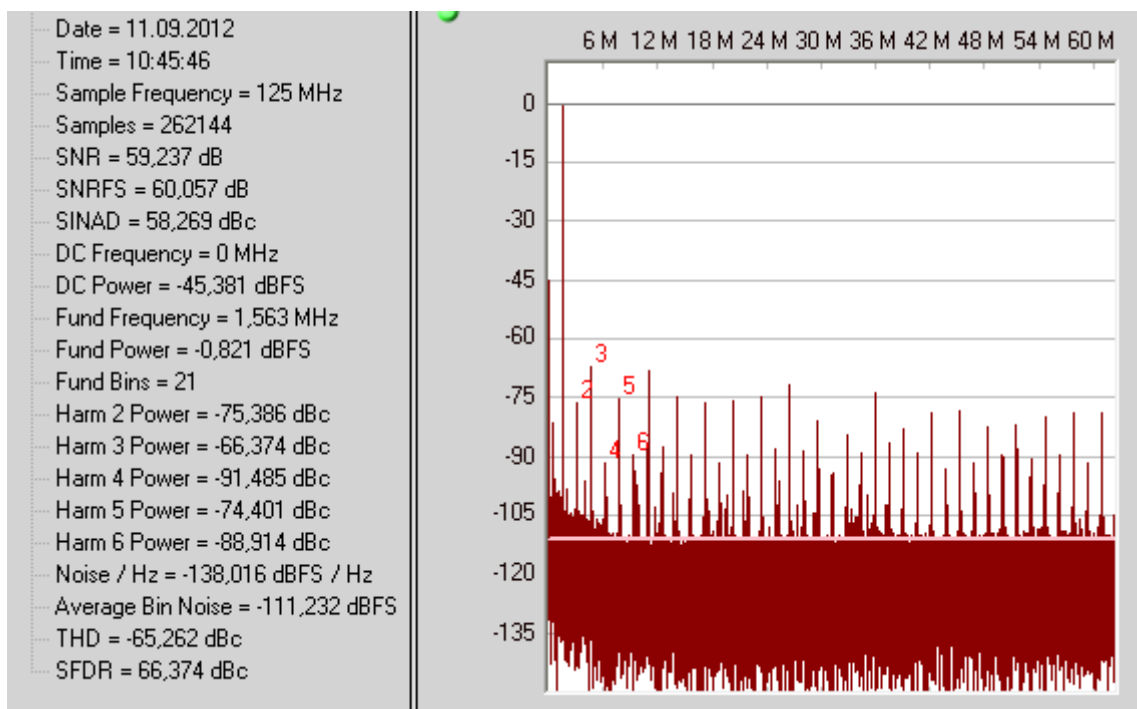 Date = 11.09.2012
Time = 10:45:46
Sample Frequency = 125 MHz
Samples = 262144
SNR = 59,237 dB
SNRFS = 60,057 dB
SINAD = 58,269 dBc
DC Frequency = 0 MHz
DC Power = -45,381 dBFS
Fund Frequency = 1,563 MHz
Fund Power = -0,821 dBFS
Fund Bins = 21
Harm 2 Power = -75,386 dBc
Harm 3 Power = -66,374 dBc
Harm 4 Power = -91,485 dBc
Harm 5 Power = -74,401 dBc
Harm 6 Power = -88,914 dBc
Noise / Hz = -138,016 dBFS / Hz
Average Bin Noise = -111,232 dBFS
THD = -65,262 dBc
SFDR = 66,374 dBc
6 M 12 M 18 M 24 M 30 M 36 M 42 M 48 M 54 M 60 M
0
-15
-30
-45
-60
-75
-90
-105
-120
-135
3
2 5
4 6